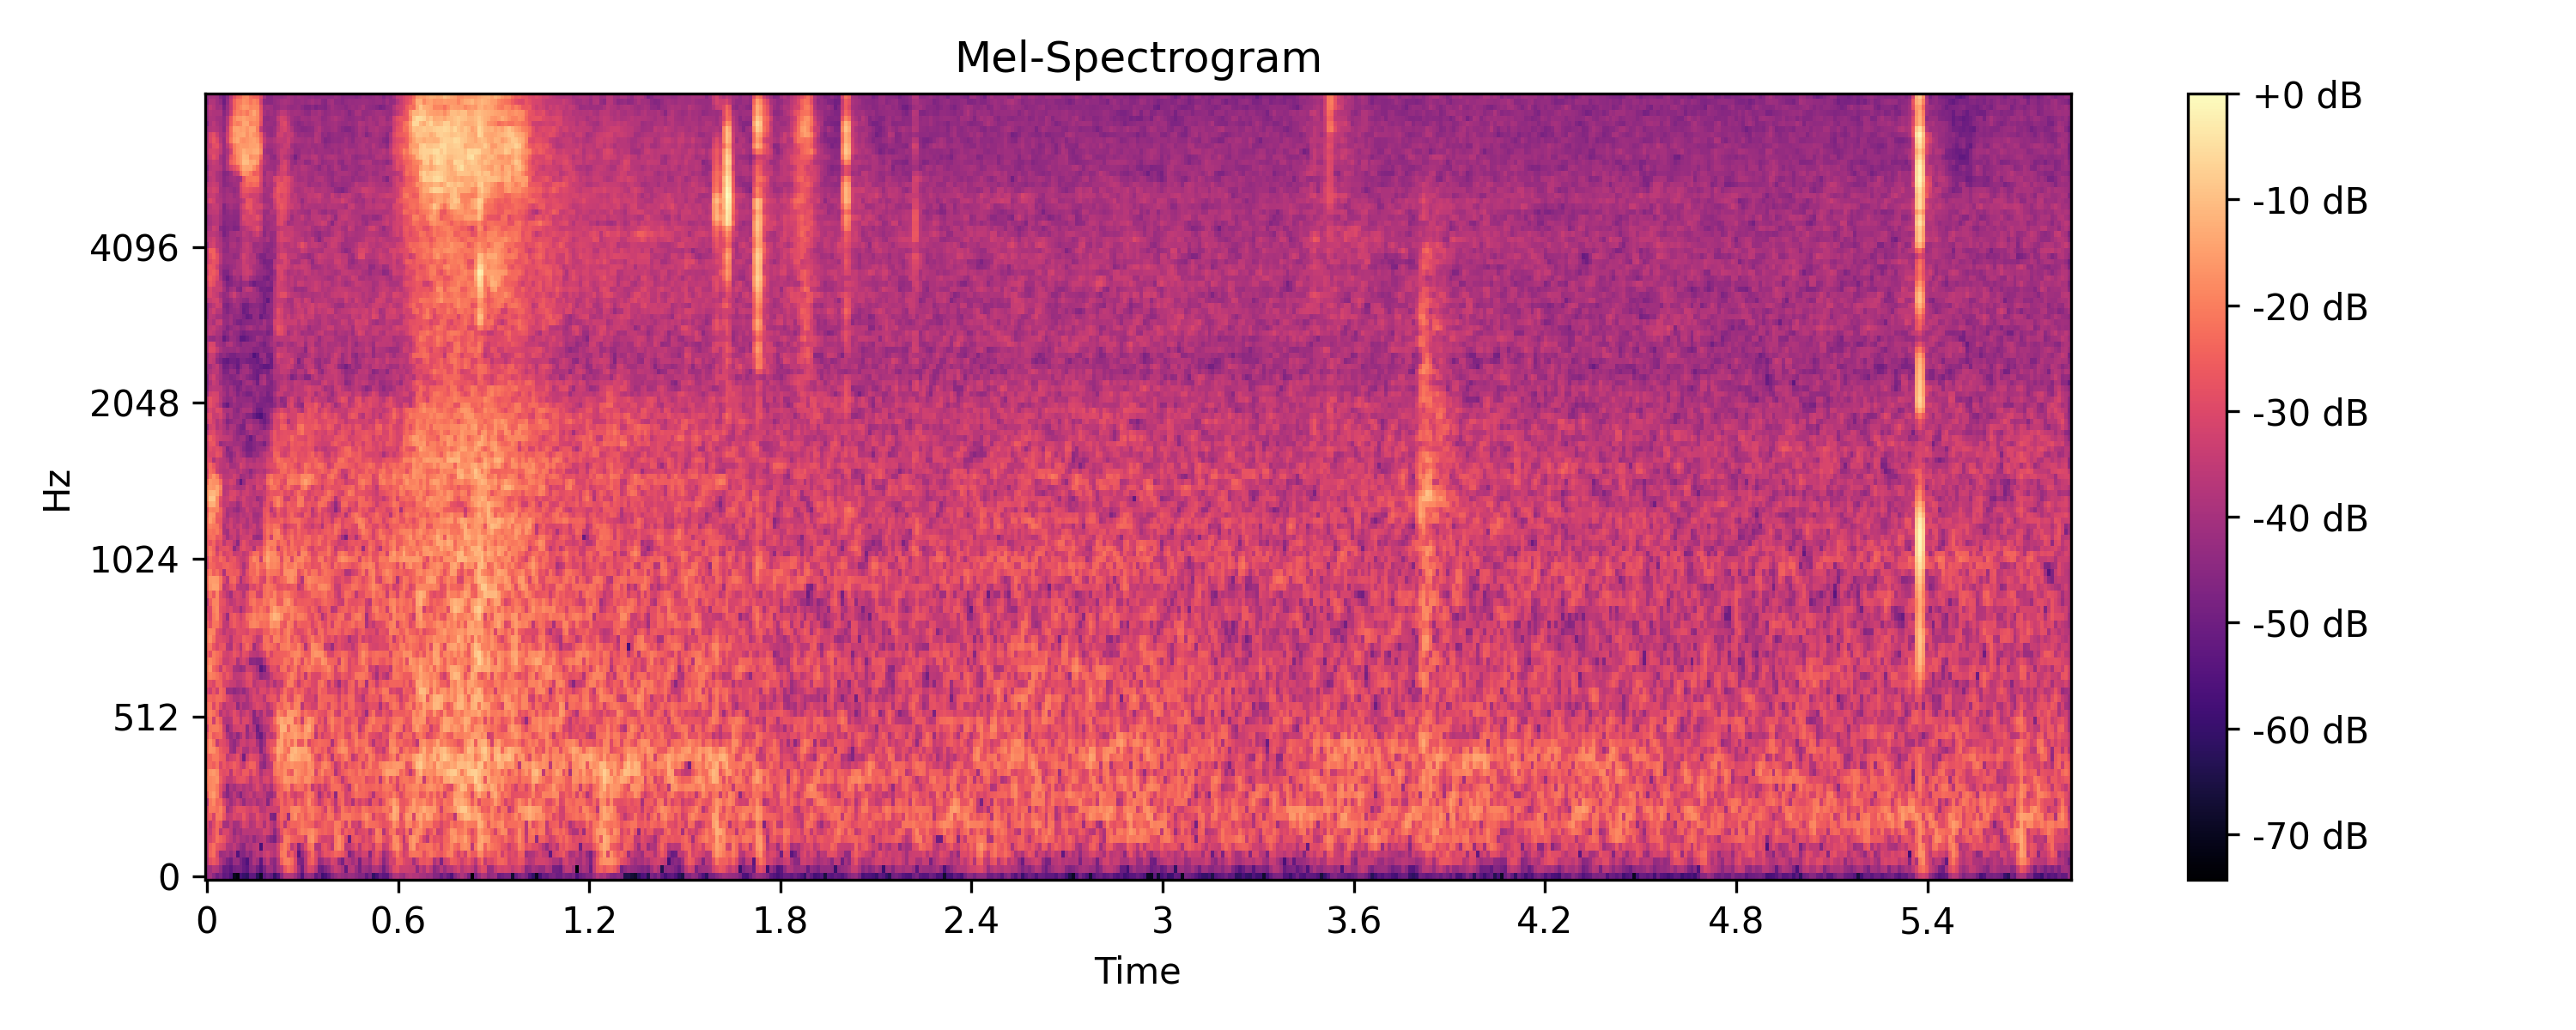 Mel-Spectrogram
+0 dB
-10 dB
-20 dB
-30 dB
-40 dB
-50 dB
-60 dB
-70 dB
Hz
4096
2048
1024
512
0
0 0.6 1.2 1.8 2.4 3 3.6 4.2 4.8 5.4
Time